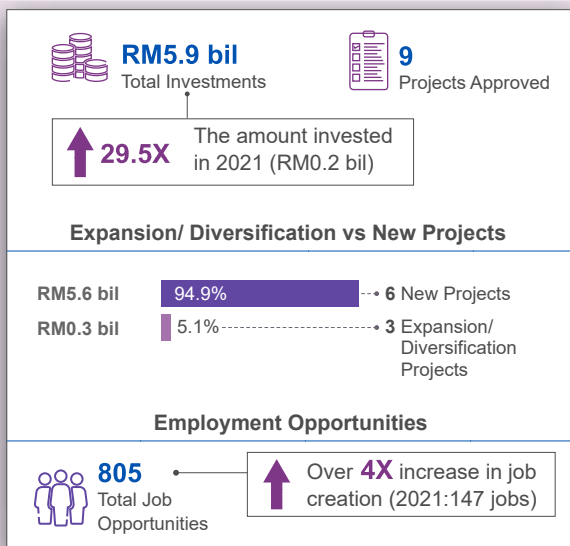 RM5.9 bil
Total Investments
9
Projects Approved
29.5X
The amount invested
in 2021 (RM0.2 bil)
Expansion/ Diversification vs New Projects
RM5.6 bil
94.9%
6 New Projects
RM0.3 bil
5.1%
3 Expansion/
Diversification
Projects
Employment Opportunities
805
Total Job
Opportunities
Over 4X increase in job
creation (2021:147 jobs)